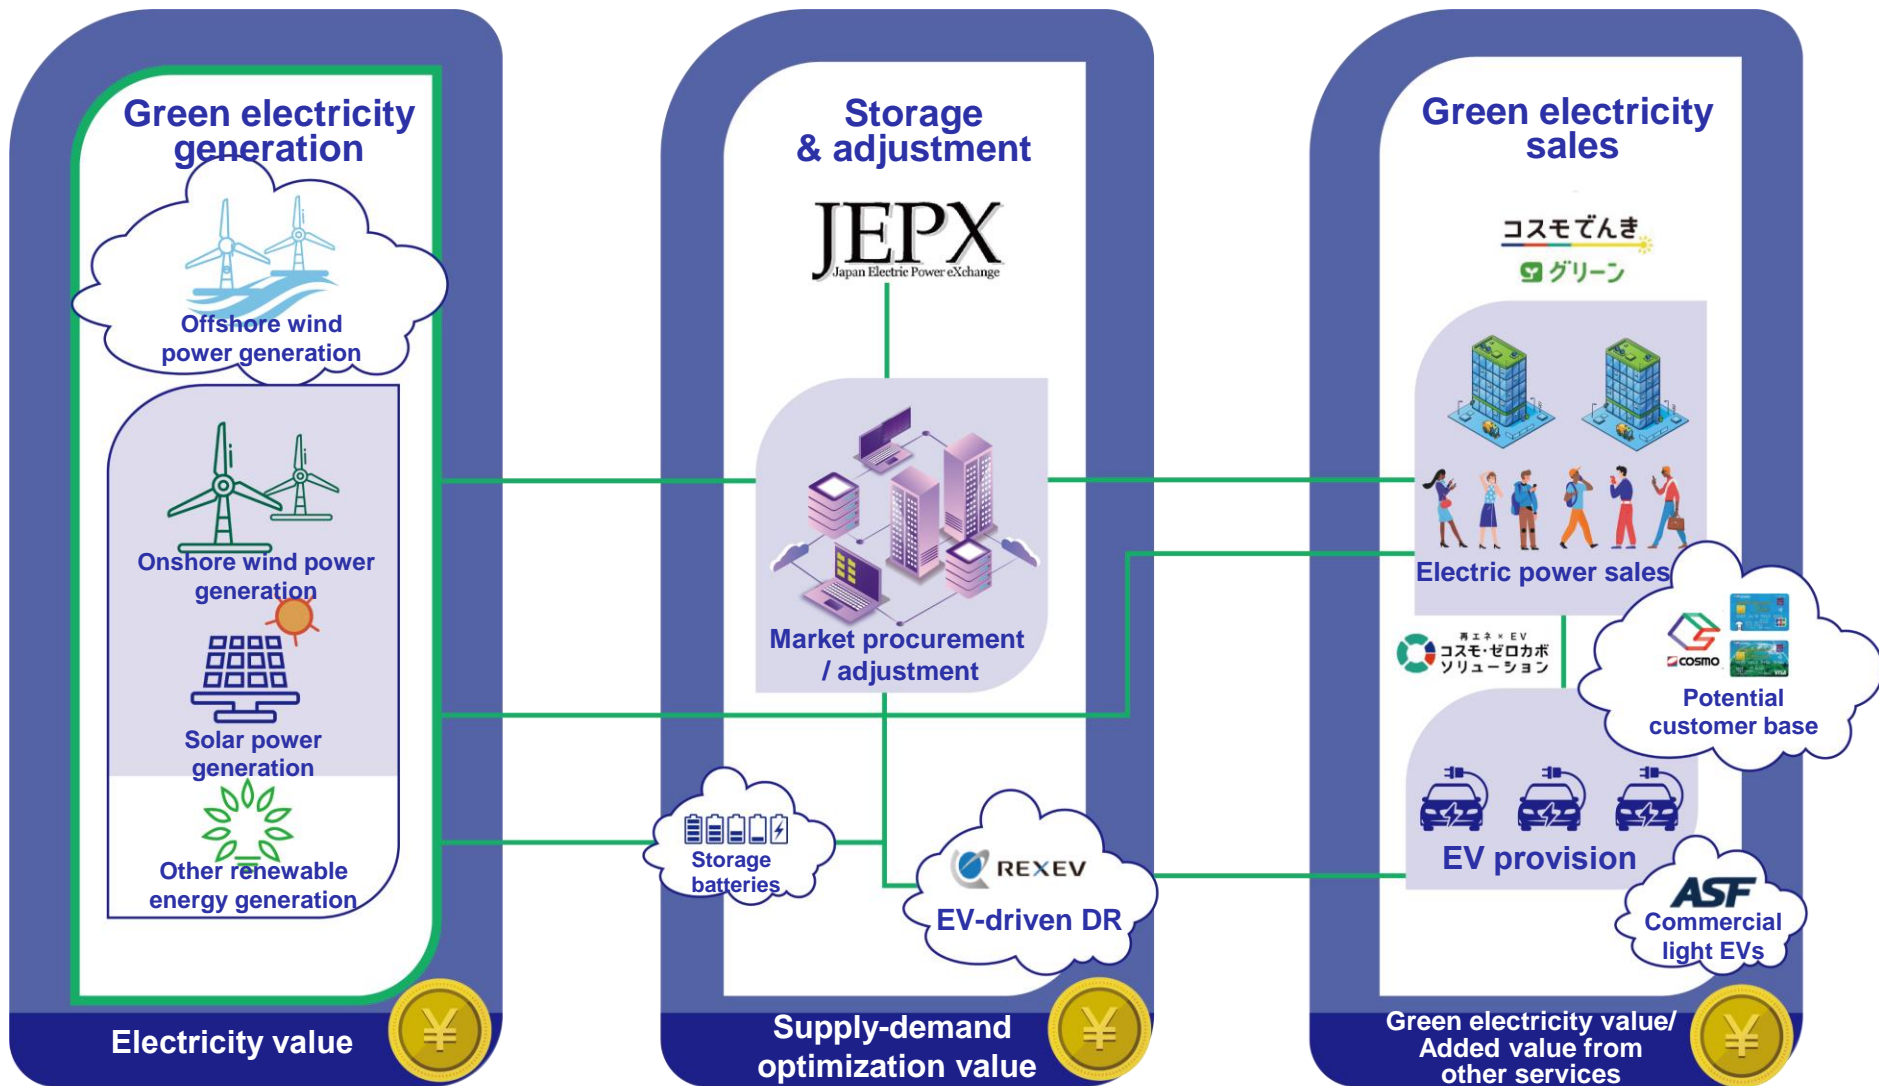 Green electricity
generation
Offshore wind
power generation
Onshore wind power
generation
Solar power
generation
Other renewable
energy generation
Electricity value
¥
Storage
& adjustment
JEPX
Japan Electric Power eXchange
Market procurement
/ adjustment
Storage
batteries
REXEV
EV-driven DR
Supply-demand
optimization value
¥
Green electricity
sales
コスモでんき
グリーン
Electric power sales
再エネ×EV
コスモ・ゼロカボ
ソリューション
COSMO
Potential
customer base
EV provision
ASF
Commercial
light EVs
Green electricity value/
Added value from
other services
¥